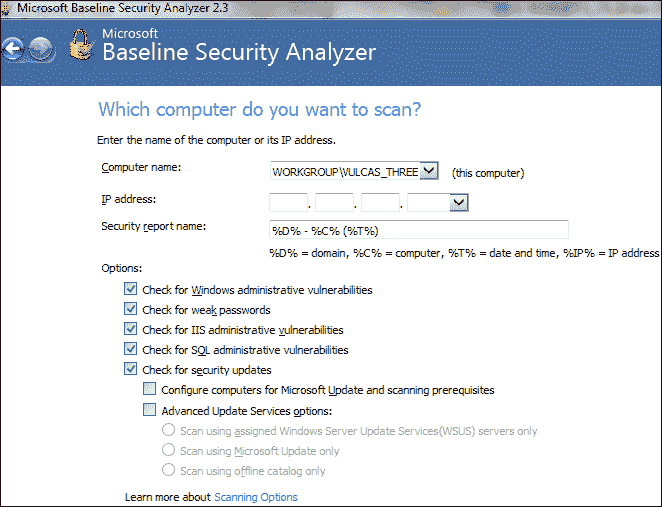 Microsoft Baseline Security Analyzer 2.3
Microsoft
Baseline Security Analyzer
Which computer do you want to scan?
Enter the name of the computer or its IP address.
Computer name: WORKGROUP\VULCAS_THREE (this computer)
IP address: . . .
Security report name: %D% - %C% (%T%)
%D% = domain, %C% = computer, %T% = date and time, %IP% = IP address
Options:
Check for Windows administrative vulnerabilities
Check for weak passwords
Check for IIS administrative vulnerabilities
Check for SQL administrative vulnerabilities
Check for security updates
Configure computers for Microsoft Update and scanning prerequisites
Advanced Update Services options:
Scan using assigned Windows Server Update Services(WSUS) servers only
Scan using Microsoft Update only
Scan using offline catalog only
Learn more about Scanning Options